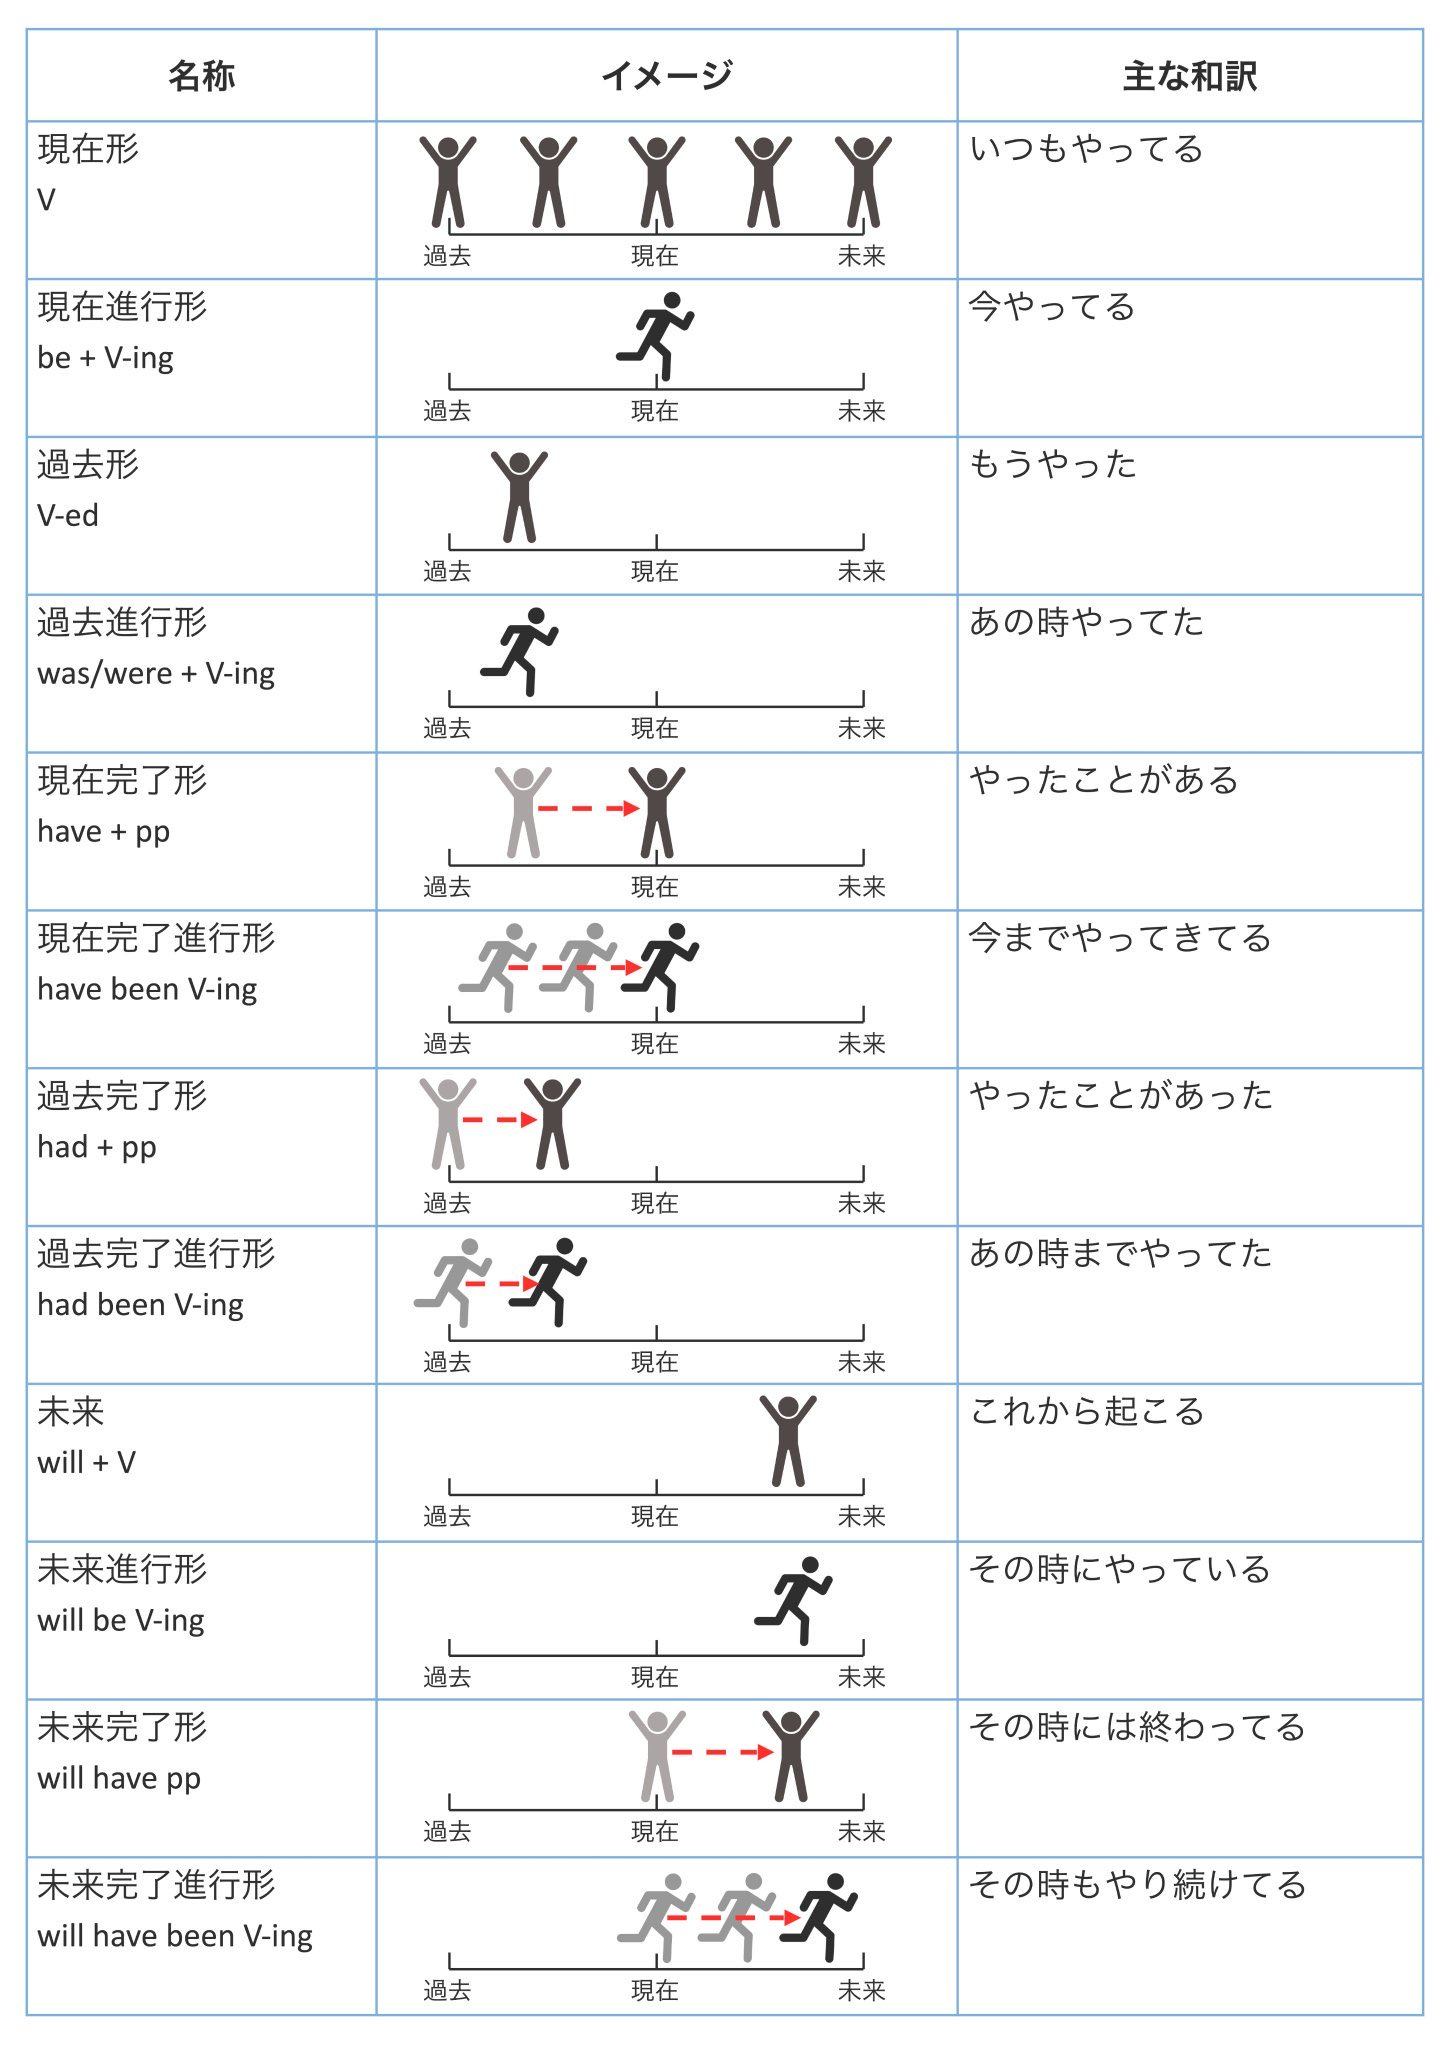 名称
イメージ
主な和訳
現在形
V
過去
現在
未来
いつもやってる
現在進行形
be + V-ing
過去
現在
未来
今やってる
過去形
V-ed
過去
現在
未来
もうやった
過去進行形
was/were + V-ing
過去
現在
未来
あの時やってた
現在完了形
have + pp
過去
現在
未来
やったことがある
現在完了進行形
have been V-ing
過去
現在
未来
今までやってきてる
過去完了形
had + pp
過去
現在
未来
やったことがあった
過去完了進行形
had been V-ing
過去
現在
未来
あの時までやってた
未来
will + V
過去
現在
未来
これから起こる
未来進行形
will be V-ing
過去
現在
未来
その時にやっている
未来完了形
will have pp
過去
現在
未来
その時には終わってる
未来完了進行形
will have been V-ing
過去
現在
未来
その時もやり続けてる